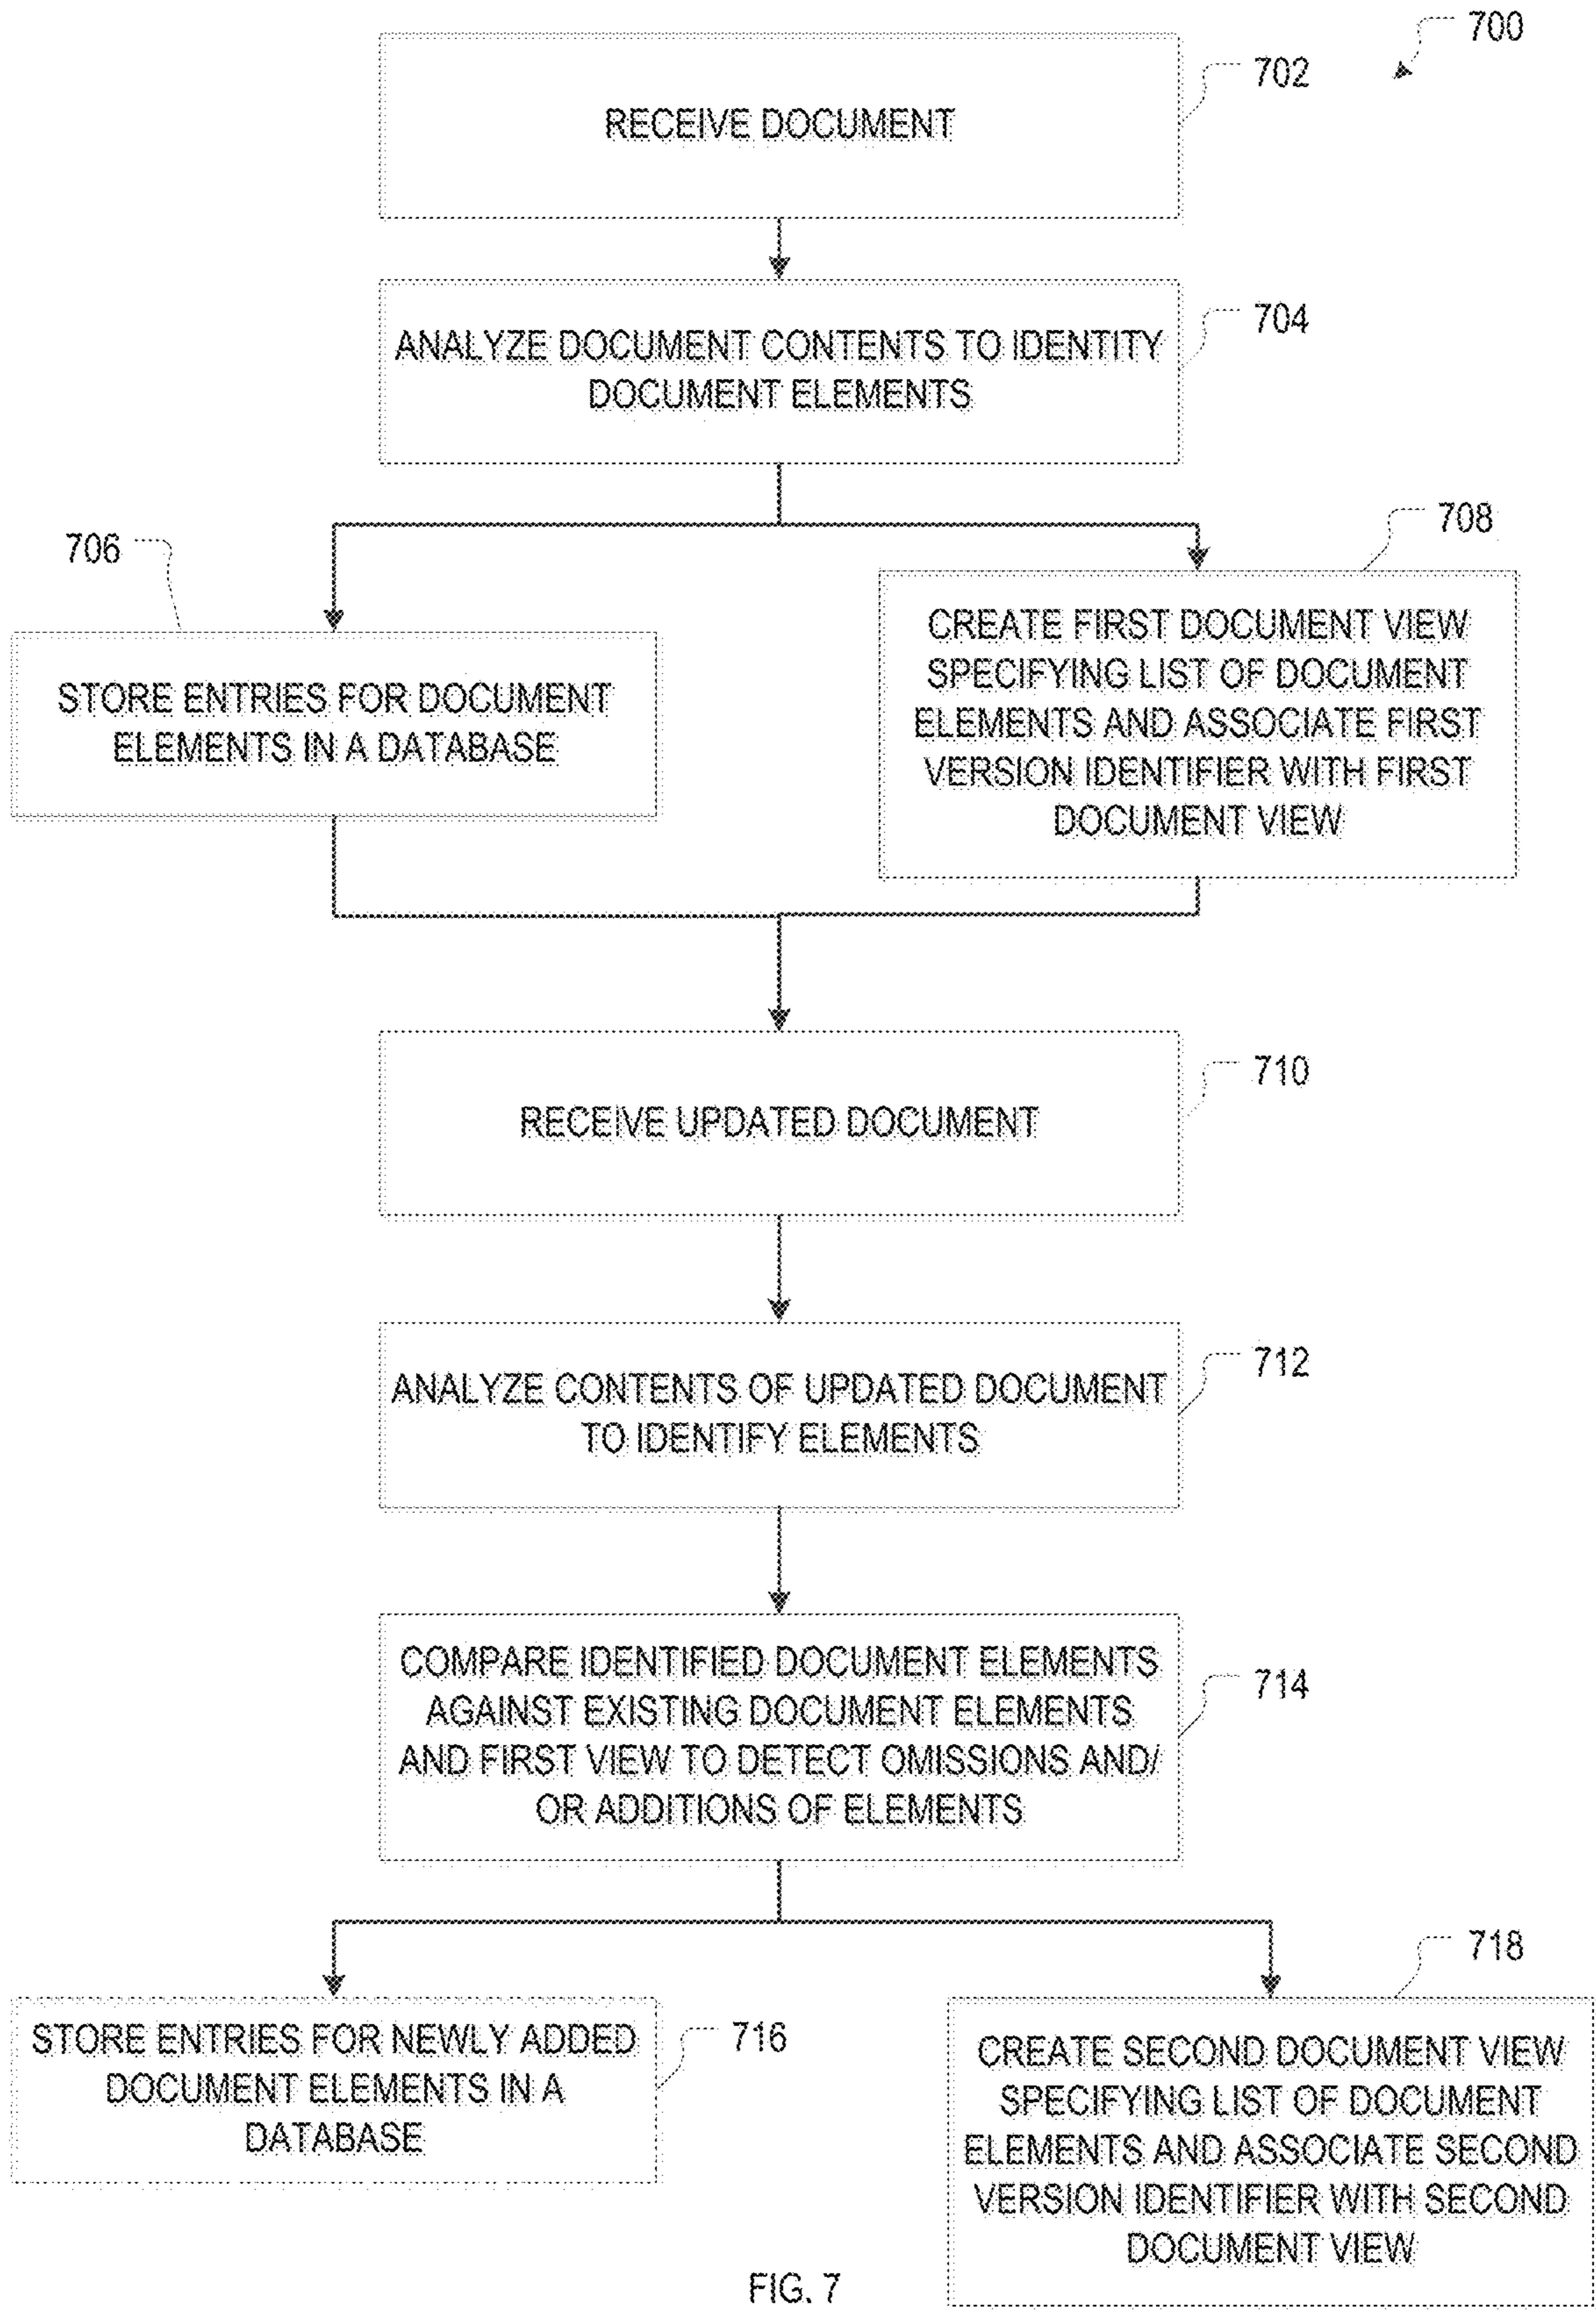 700
702
RECEIVE DOCUMENT
704
ANALYZE DOCUMENT CONTENTS TO IDENTITY
DOCUMENT ELEMENTS
706
STORE ENTRIES FOR DOCUMENT
ELEMENTS IN A DATABASE
708
CREATE FIRST DOCUMENT VIEW
SPECIFYING LIST OF DOCUMENT
ELEMENTS AND ASSOCIATE FIRST
VERSION IDENTIFIER WITH FIRST
DOCUMENT VIEW
710
RECEIVE UPDATED DOCUMENT
712
ANALYZE CONTENTS OF UPDATED DOCUMENT
TO IDENTIFY ELEMENTS
714
COMPARE IDENTIFIED DOCUMENT ELEMENTS
AGAINST EXISTING DOCUMENT ELEMENTS
AND FIRST VIEW TO DETECT OMISSIONS AND/
OR ADDITIONS OF ELEMENTS
716
STORE ENTRIES FOR NEWLY ADDED
DOCUMENT ELEMENTS IN A
DATABASE
718
CREATE SECOND DOCUMENT VIEW
SPECIFYING LIST OF DOCUMENT
ELEMENTS AND ASSOCIATE SECOND
VERSION IDENTIFIER WITH SECOND
DOCUMENT VIEW
FIG. 7